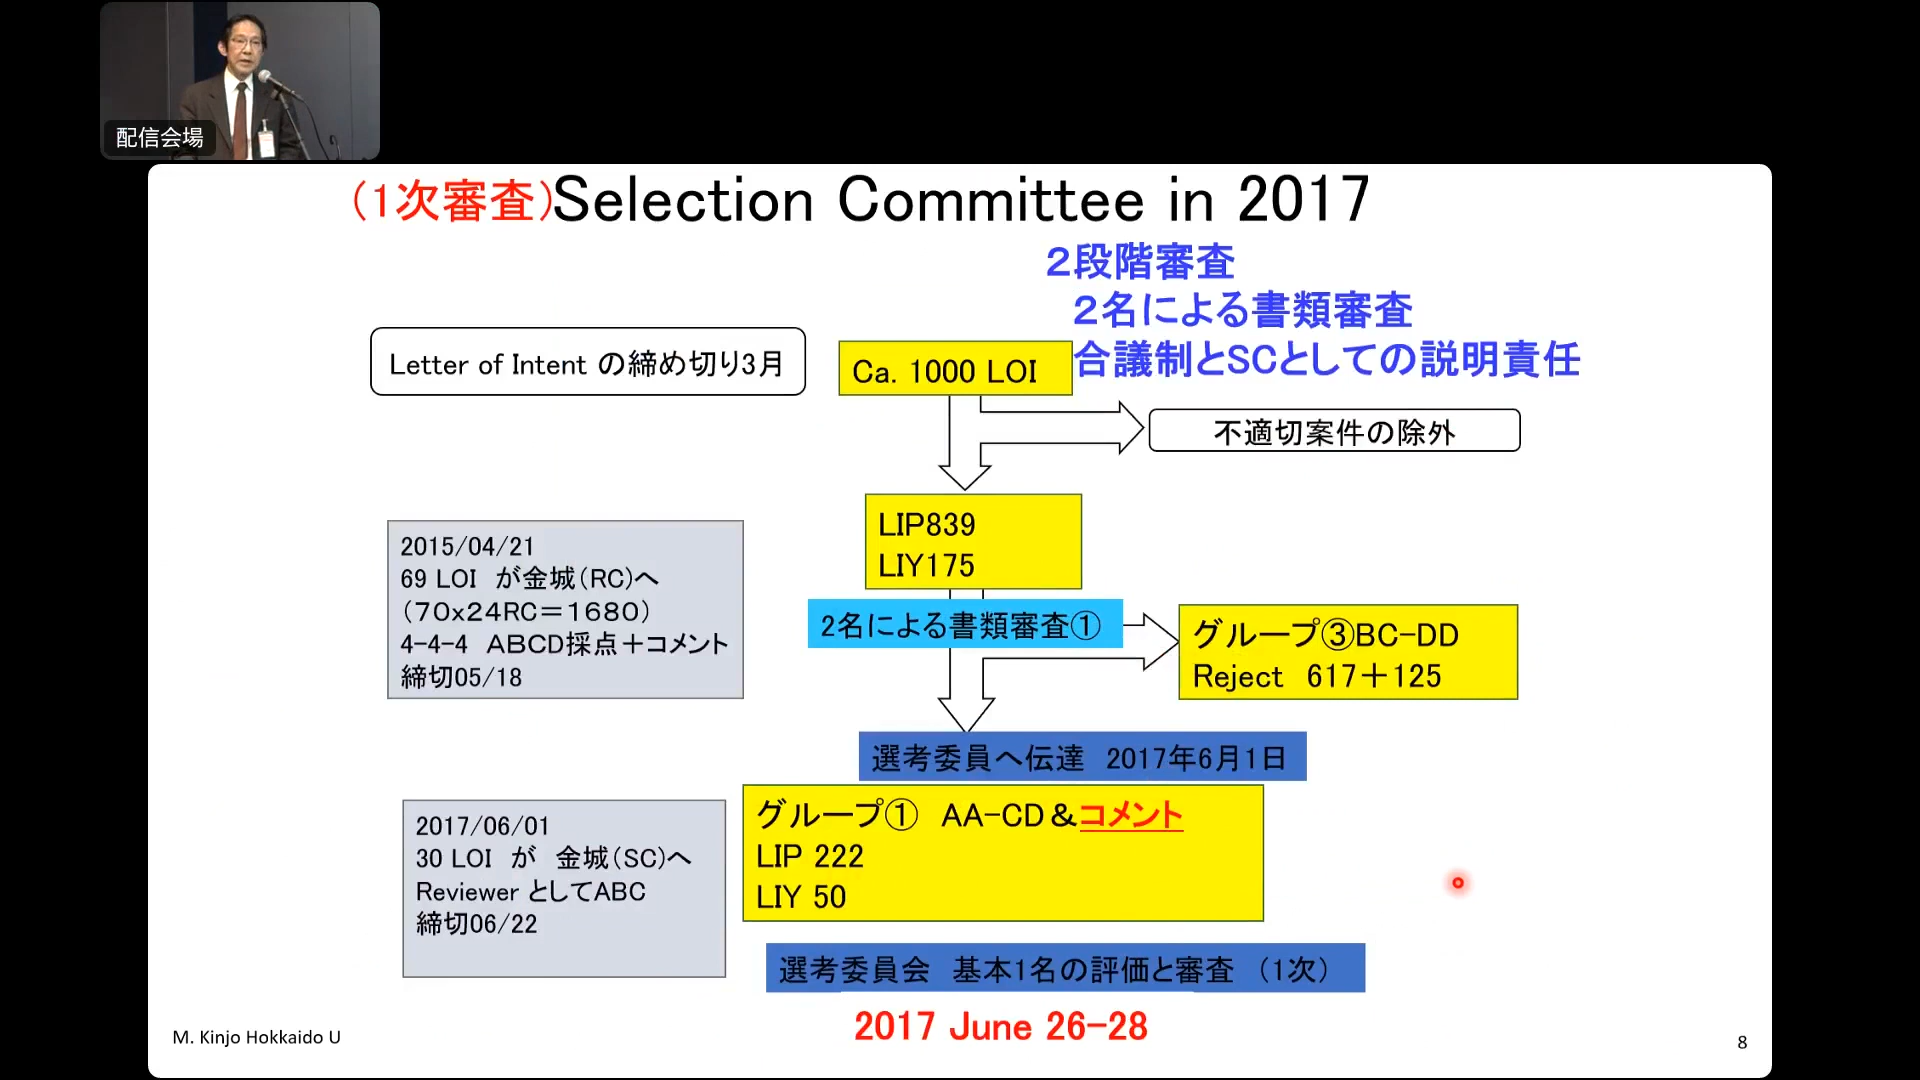 配信会場
（1次審査）Selection Committee in 2017
２段階審査
２名による書類審査
合議制とSCとしての説明責任
Letter of Intent の締め切り3月
Ca. 1000 LOI
不適切案件の除外
LIP839
LIY175
2015/04/21
69 LOI が金城（RC）へ
（７０x２４RC＝１６８０）
4-4-4 ABCD採点＋コメント
締切05/18
2名による書類審査①
グループ③BC-DD
Reject 617＋125
選考委員へ伝達 2017年6月1日
グループ① AA-CD＆コメント
LIP 222
LIY 50
2017/06/01
30 LOI が 金城（SC）へ
Reviewer としてABC
締切06/22
選考委員会 基本1名の評価と審査 （1次）
2017 June 26-28
M. Kinjo Hokkaido U
8